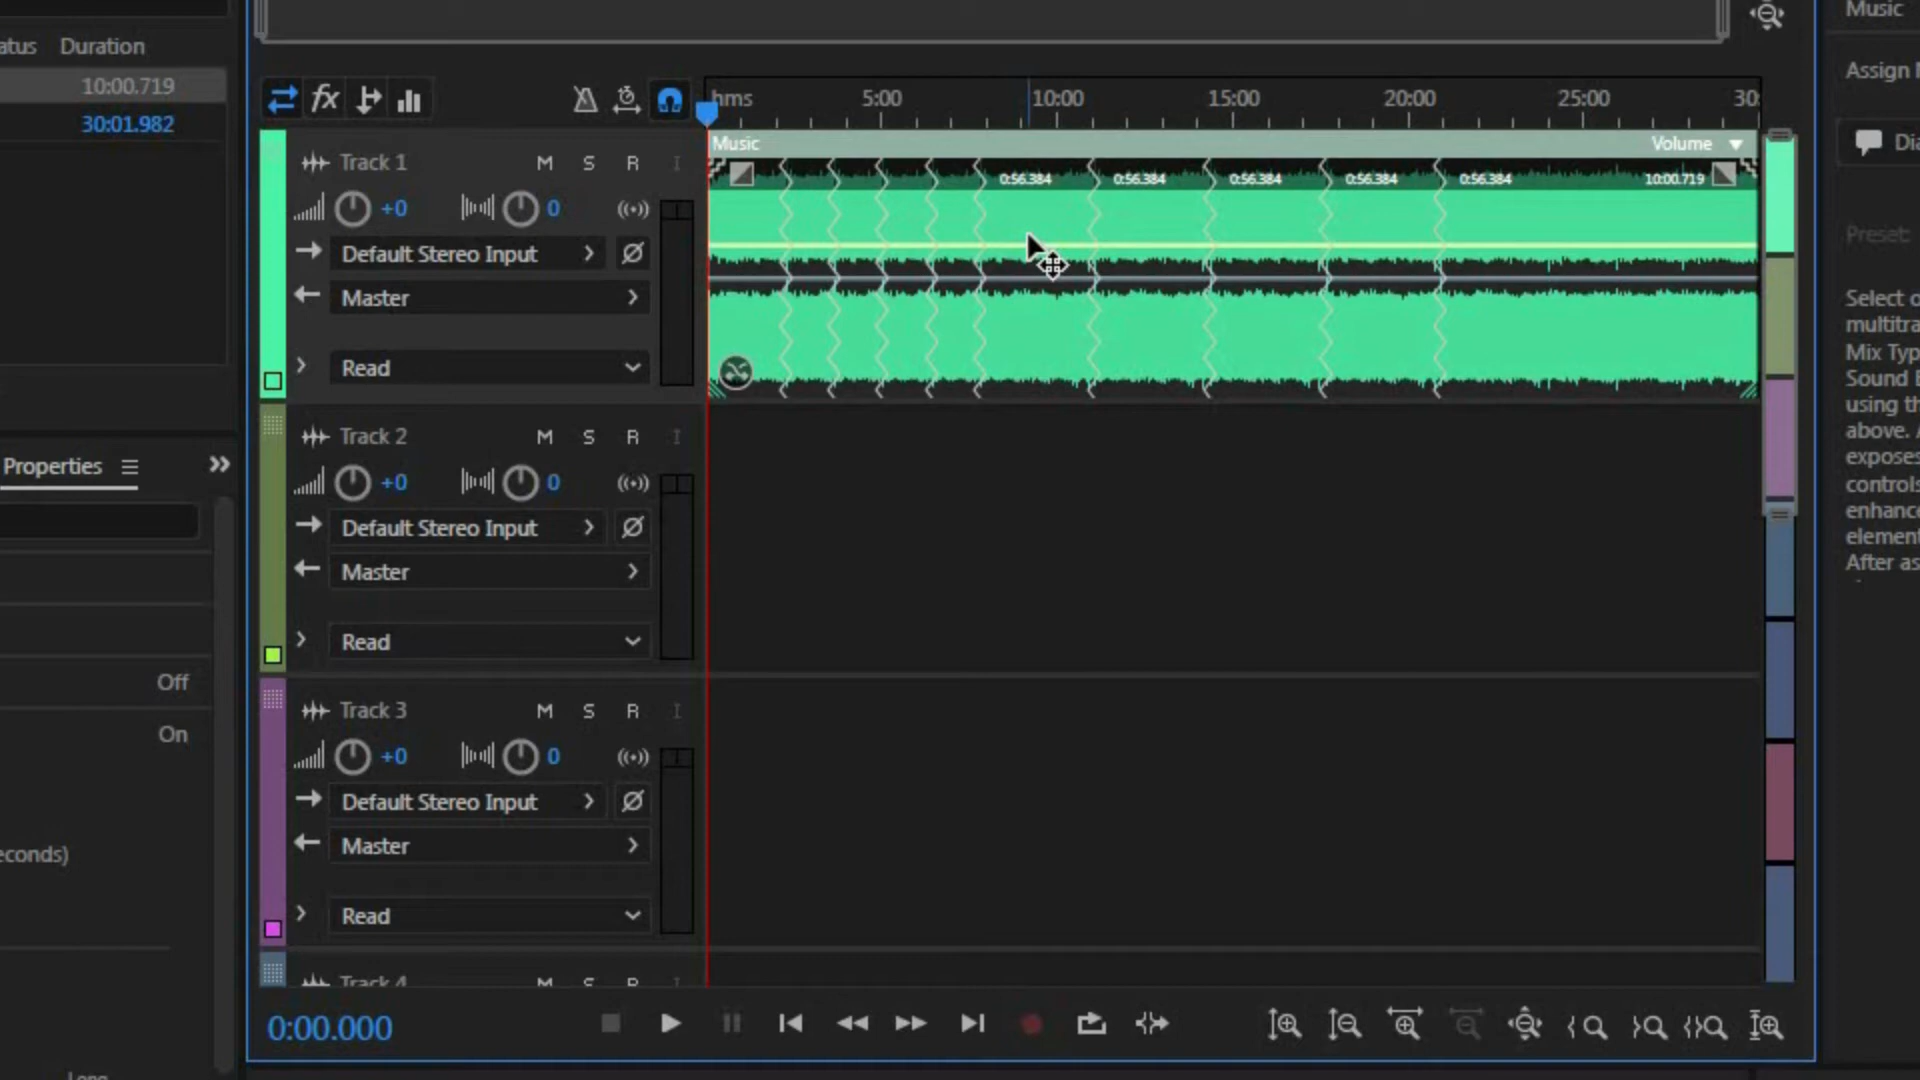 Music
atus Duration
Assign
10:00.719
30:01.982
fx
hms 5:00 10:00 15:00 20:00 25:00 30:
Music Volume
Track 1 M S R I
0:56.384 0:56.384 0:56.384 0:56.384 0:56.384 10:00.719
+0 0
Default Stereo Input
Master
Read
Preset:
Select o
multitra
Mix Typ
Sound E
using th
above. A
exposes
controls
enhance
element
After as
Track 2 M S R I
+0 0
Default Stereo Input
Master
Read
Properties
Off
On
econds)
Track 3 M S R I
+0 0
Default Stereo Input
Master
Read
Track 4 M S R
0:00.000